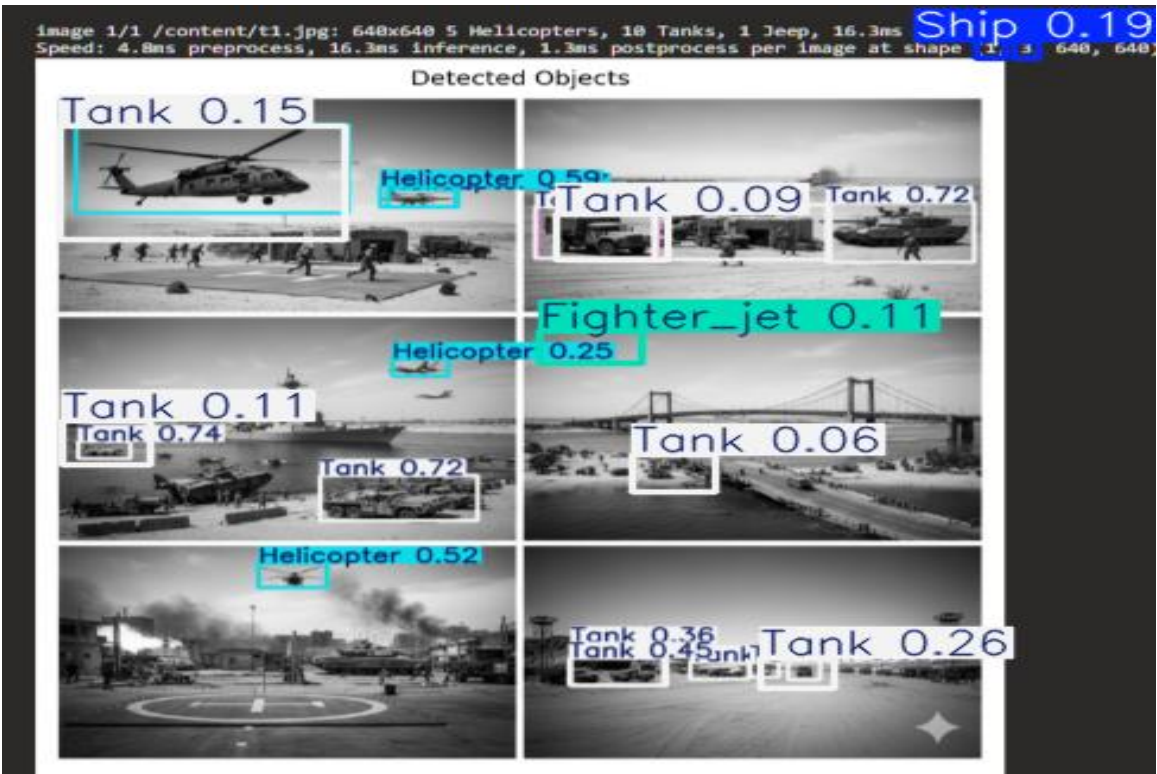 image 1/1 /content/t1.jpg: 640x640 5 Helicopters, 10 Tanks, 1 Jeep, 16.3ms
Ship 0.19
Speed: 4.8ms preprocess, 16.3ms inference, 1.3ms postprocess per image at shape (1, 3, 640, 640)
Detected Objects
Tank 0.15
Helicopter 0.59
Tank 0.09
Tank 0.72
Fighter_jet 0.11
Helicopter 0.25
Tank 0.11
Tank 0.74
Tank 0.72
Tank 0.06
Helicopter 0.52
Tank 0.36
Tank 0.45
Tank 0.26